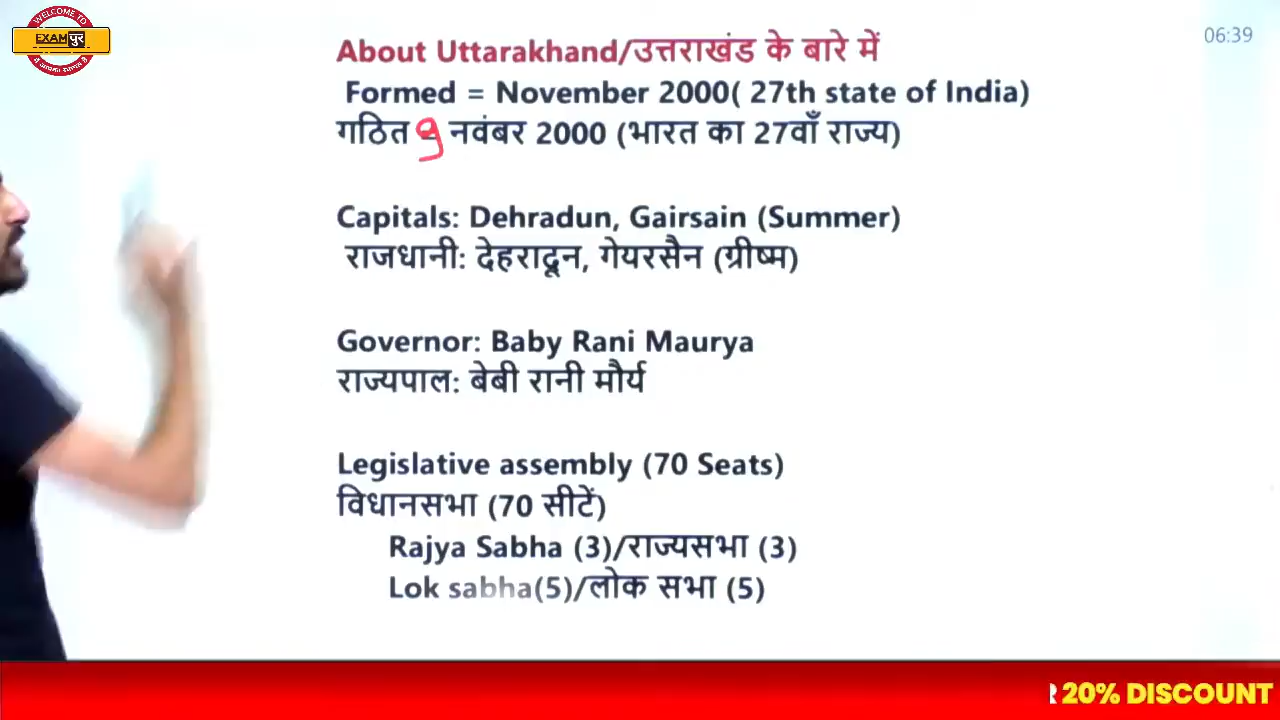 WELCOME TO
EXAMपुर
06:39
About Uttarakhand/उत्तराखंड के बारे में
Formed = November 2000( 27th state of India)
गठित 9 नवंबर 2000 (भारत का 27वाँ राज्य)
Capitals: Dehradun, Gairsain (Summer)
राजधानी: देहरादून, गेयरसैन (ग्रीष्म)
Governor: Baby Rani Maurya
राज्यपाल: बेबी रानी मौर्य
Legislative assembly (70 Seats)
विधानसभा (70 सीटें)
Rajya Sabha (3)/राज्यसभा (3)
Lok sabha(5)/लोक सभा (5)
20% DISCOUNT